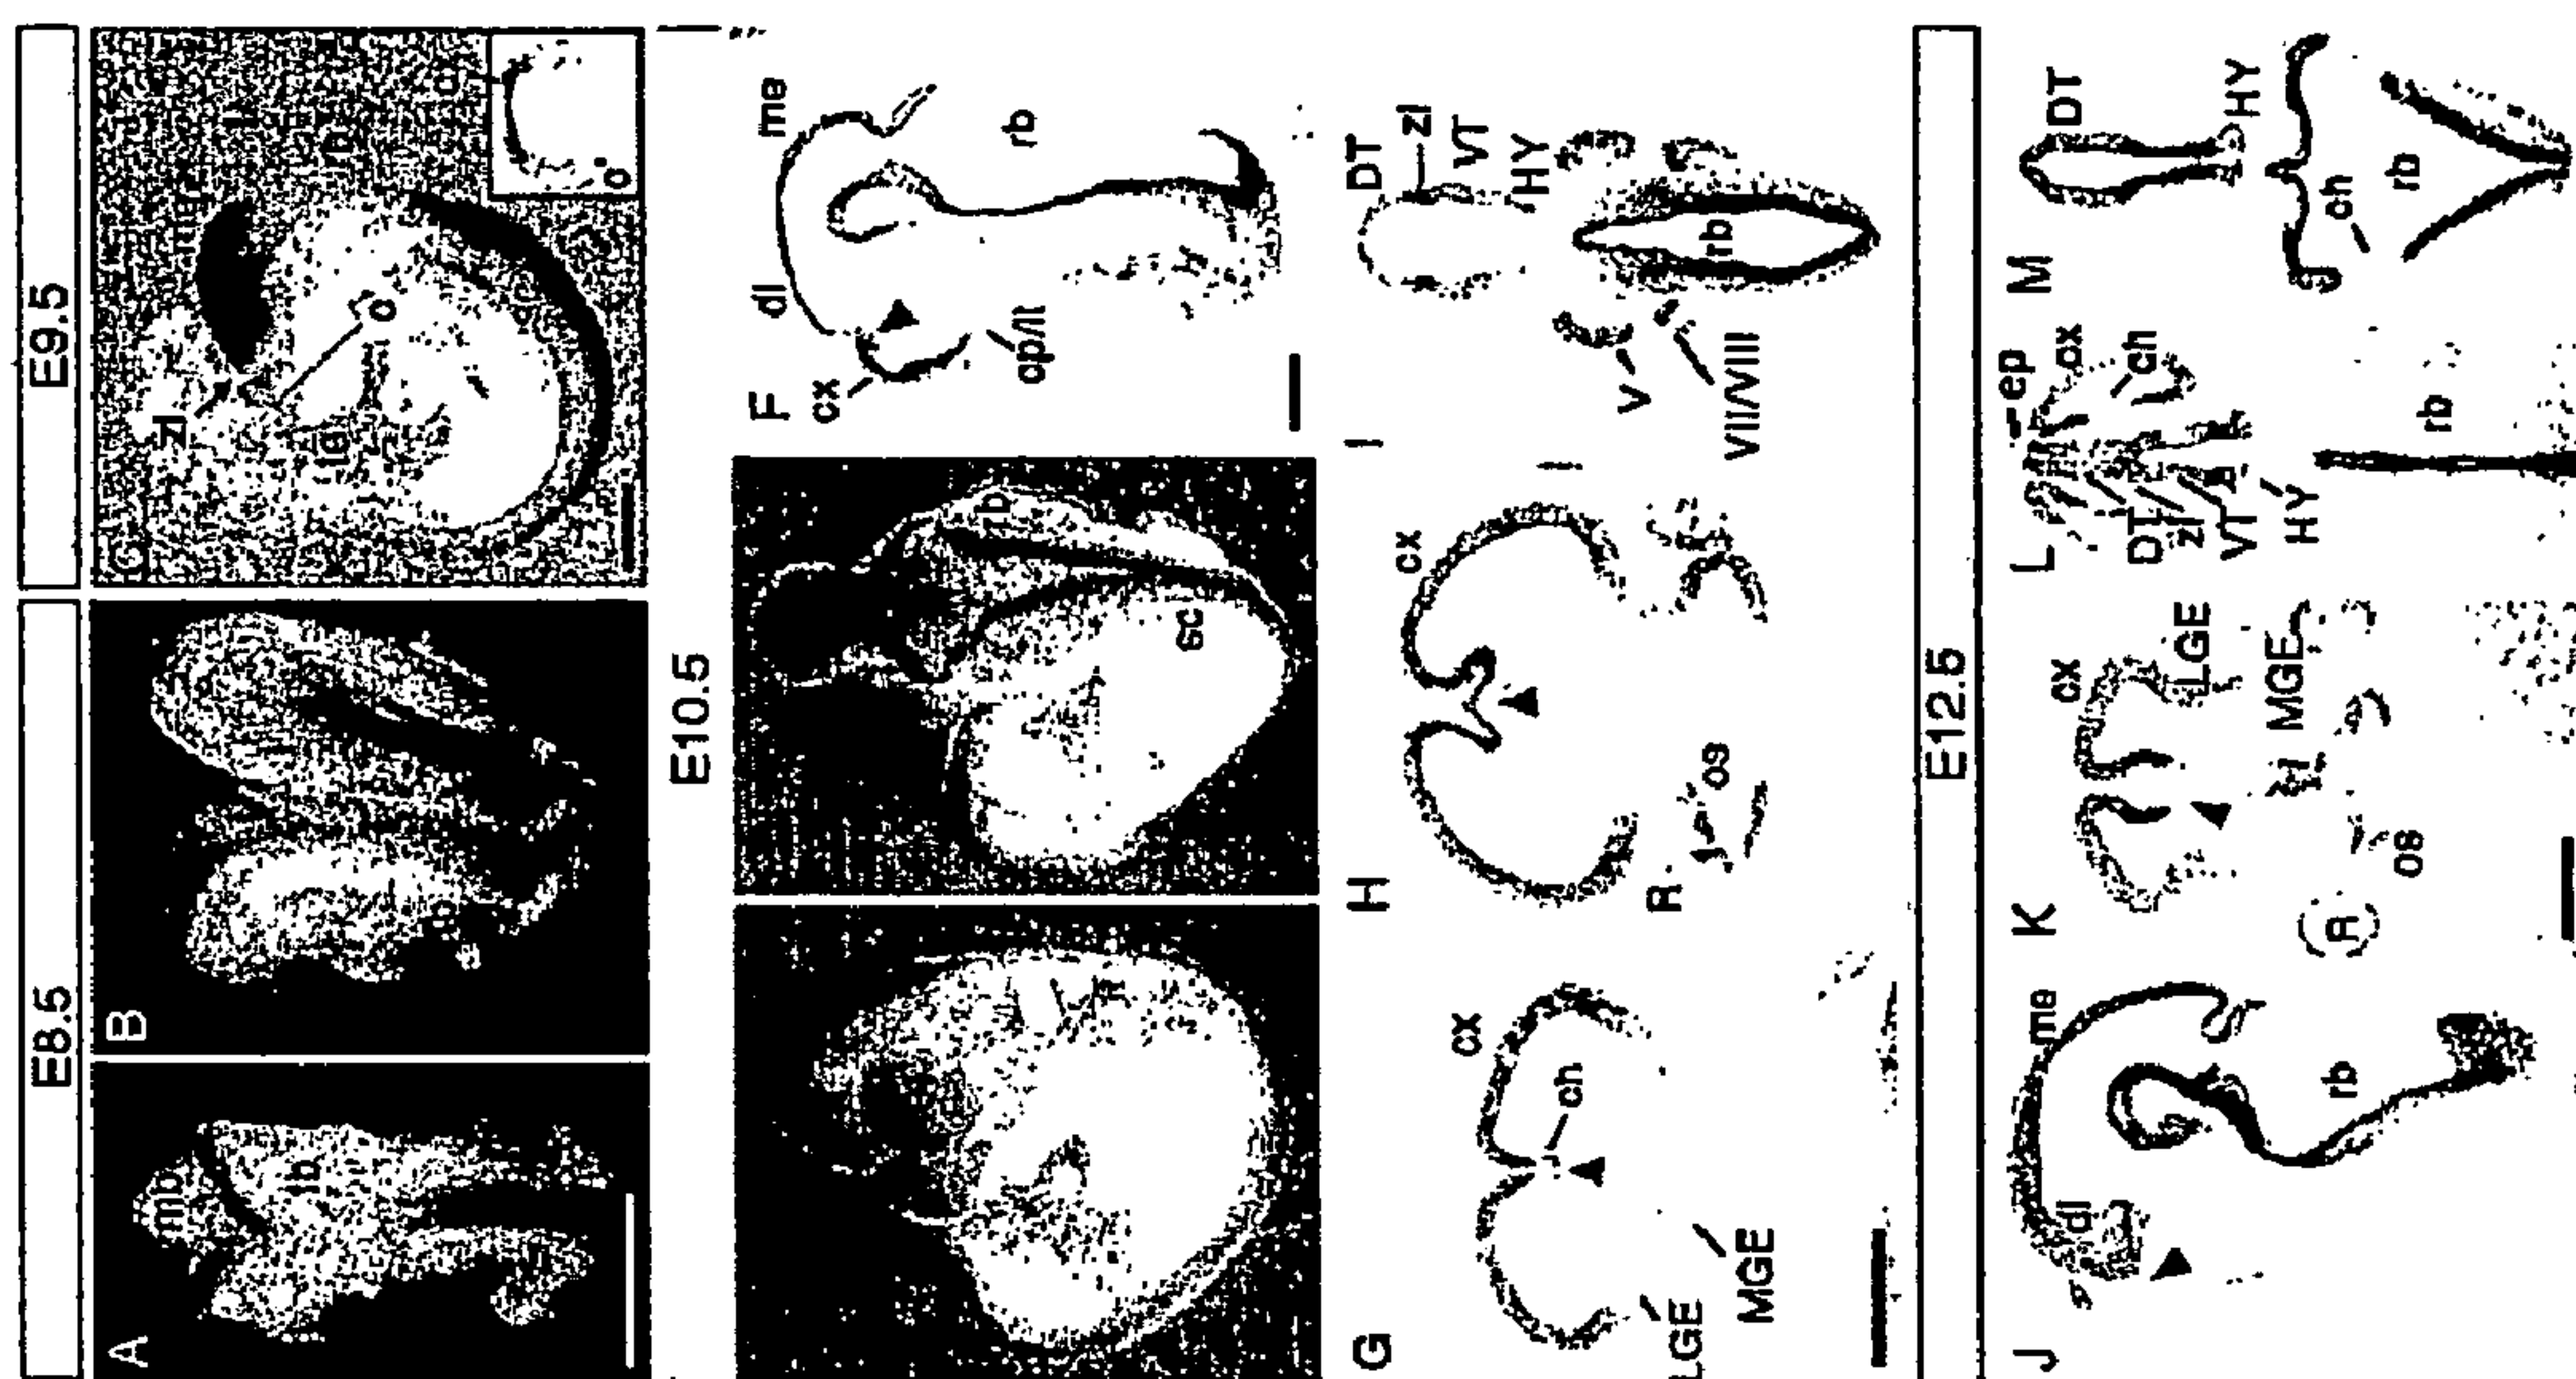 E8.5
E9.5
A
mb
fb
B
zl
E10.5
rb
sc
F
cx
dl
me
rb
op/lt
G
cx
ch
LGE
MGE
H
cx
R
os
I
DT
zl
VT
HY
V
VII/VIII
rb
E12.5
J
dl
me
rb
K
cx
LGE
MGE
R
os
L
ep
cx
ch
DT
zl
VT
HY
rb
M
DT
HY
ch
rb